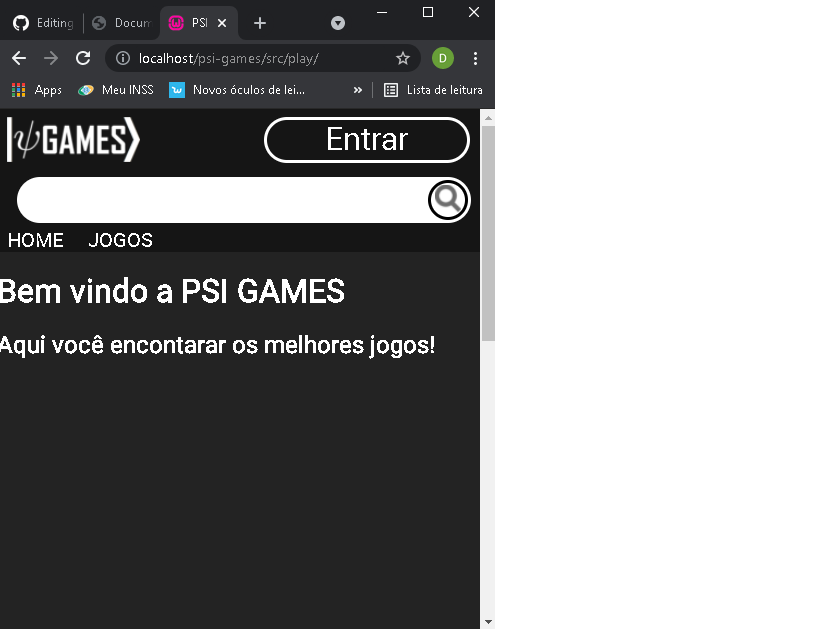 Editing
Docun
PSI
localhost/psi-games/src/play/
D
Apps
Meu INSS
Novos óculos de lei...
»
Lista de leitura
ψGAMES
Entrar
HOME
JOGOS
Bem vindo a PSI GAMES
Aqui você encontarar os melhores jogos!